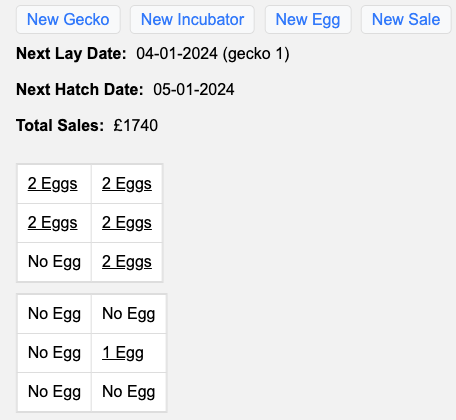 New Gecko New Incubator New Egg New Sale
Next Lay Date: 04-01-2024 (gecko 1)
Next Hatch Date: 05-01-2024
Total Sales: £1740
2 Eggs 2 Eggs
2 Eggs 2 Eggs
No Egg 2 Eggs
No Egg No Egg
No Egg 1 Egg
No Egg No Egg